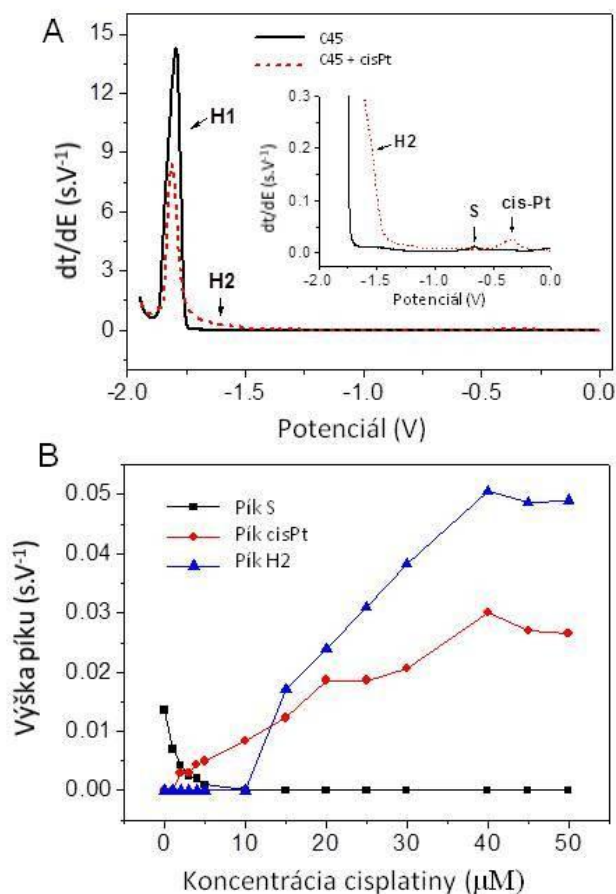 A
15
12
9
6
3
0
dt/dE (s.V⁻¹)
C45
C45 + cisPt
H1
H2
0.3
0.2
0.1
0.0
dt/dE (s.V⁻¹)
H2
S
cis-Pt
-2.0 -1.5 -1.0 -0.5 0.0
Potenciál (V)
-2.0 -1.5 -1.0 -0.5 0.0
Potenciál (V)
B
0.05
0.04
0.03
0.02
0.01
0.00
Výška píku (s.V⁻¹)
Pík S
Pík cisPt
Pík H2
0 10 20 30 40 50
Koncentrácia cisplatiny (μM)